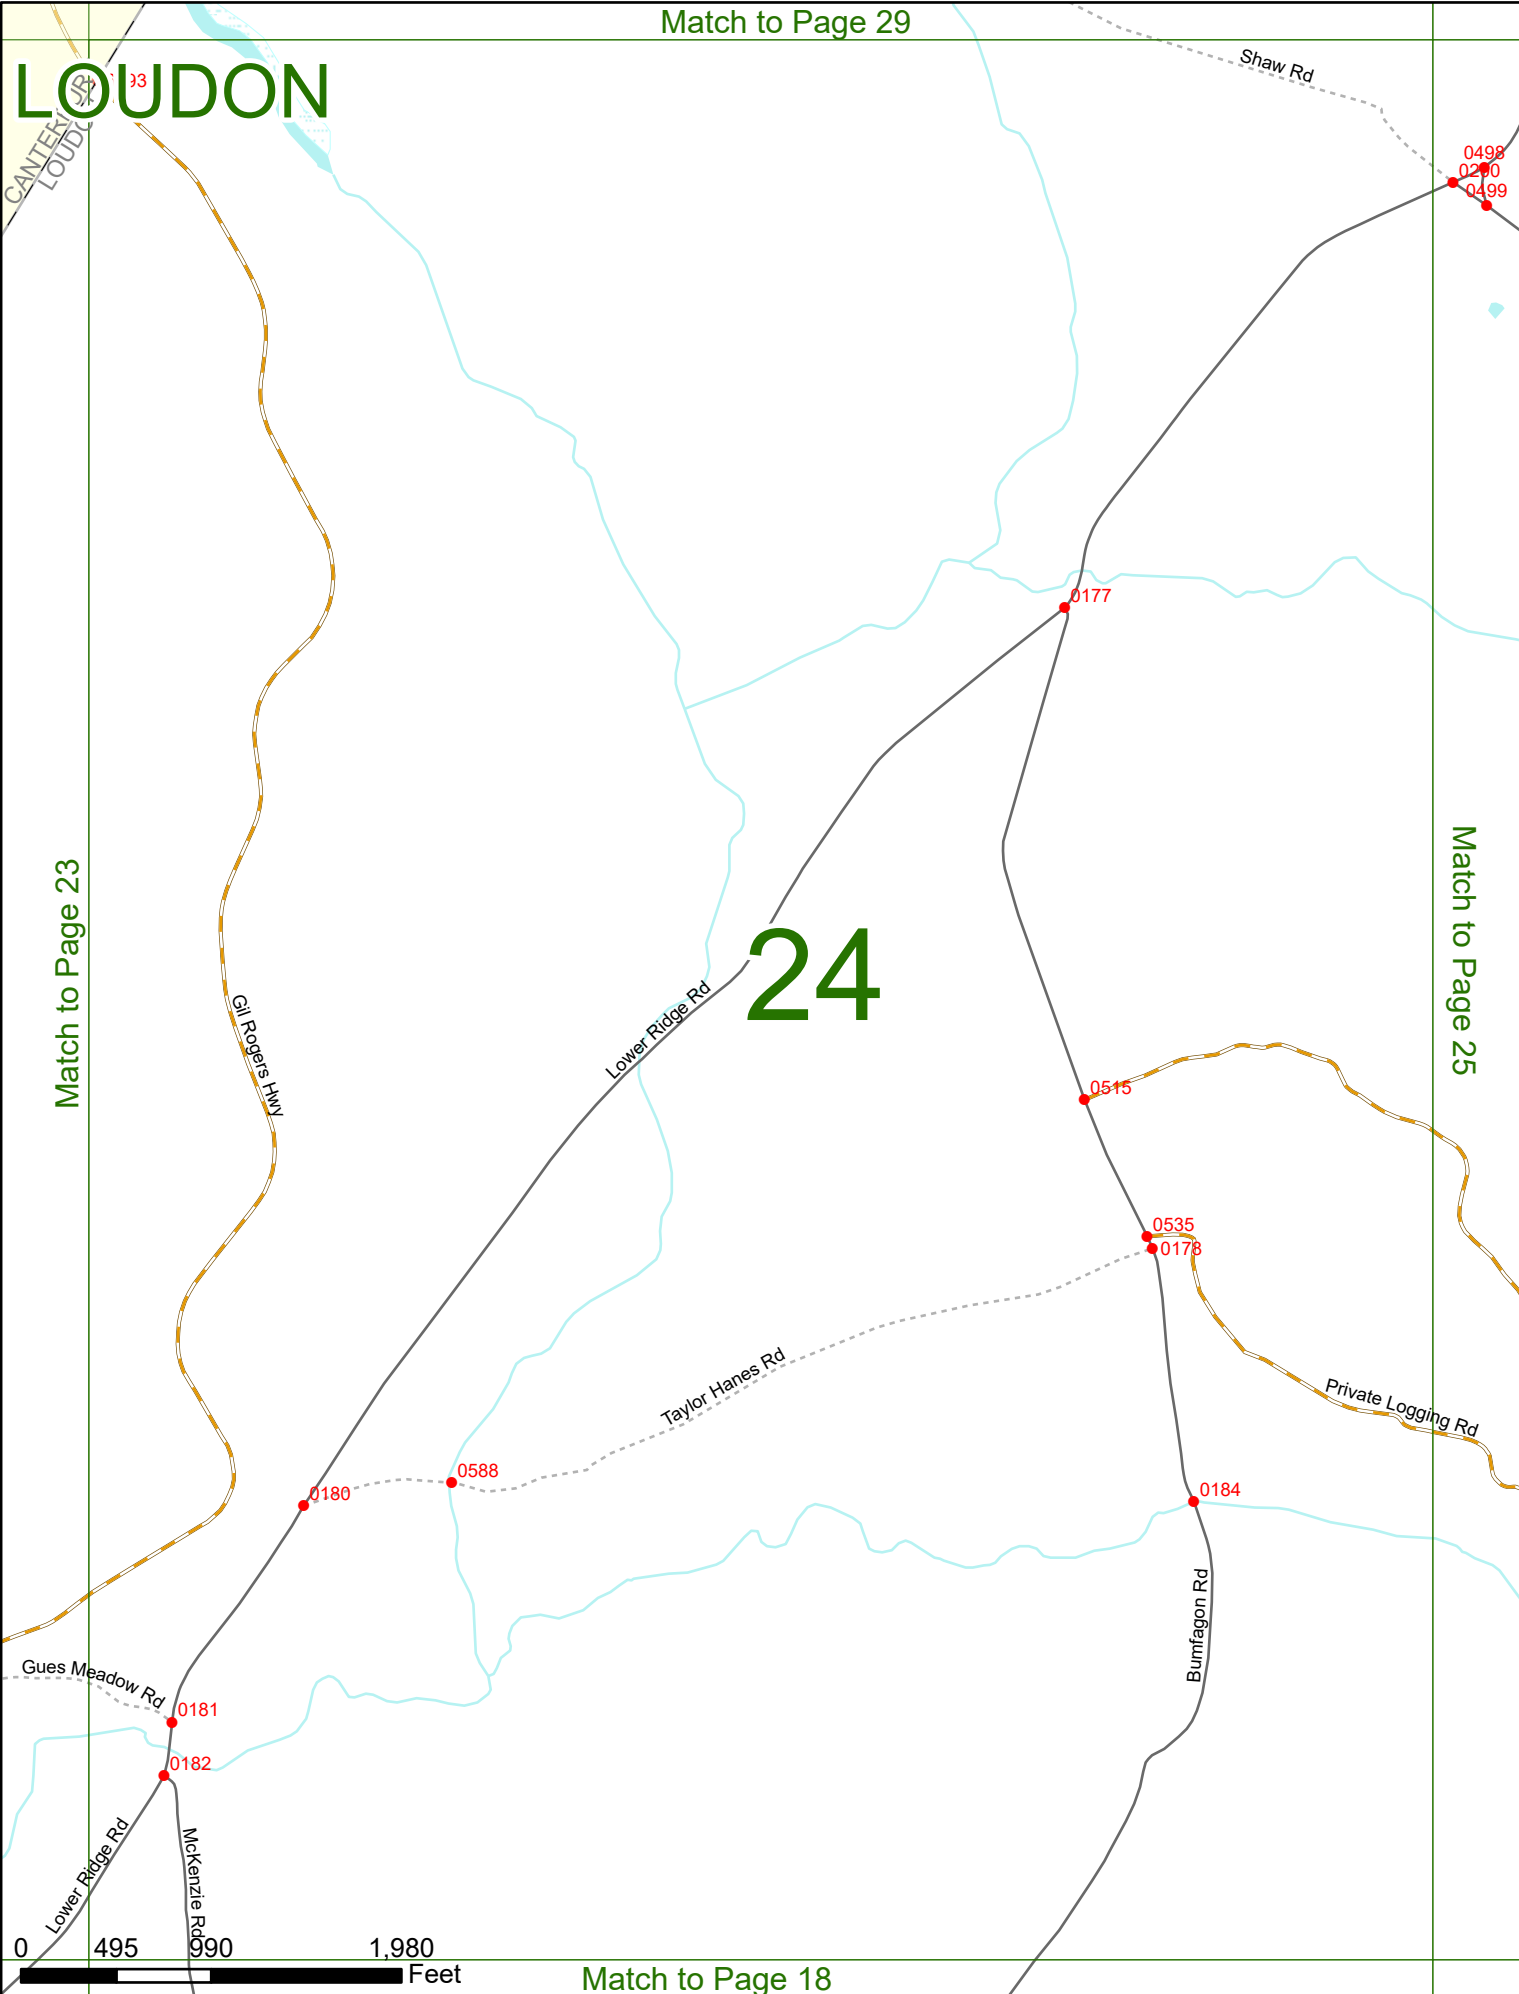 Match to Page 29
LOUDON
93
Shaw Rd
0498
0290
0499
0177
Match to Page 23
Match to Page 25
24
Gil Rogers Hwy
Lower Ridge Rd
0515
0535
0178
Taylor Hanes Rd
Private Logging Rd
0588
0180
0184
Bumfagon Rd
Gues Meadow Rd
0181
0182
Lower Ridge Rd
McKenzie Rd
0 495 990 1,980
Feet
Match to Page 18